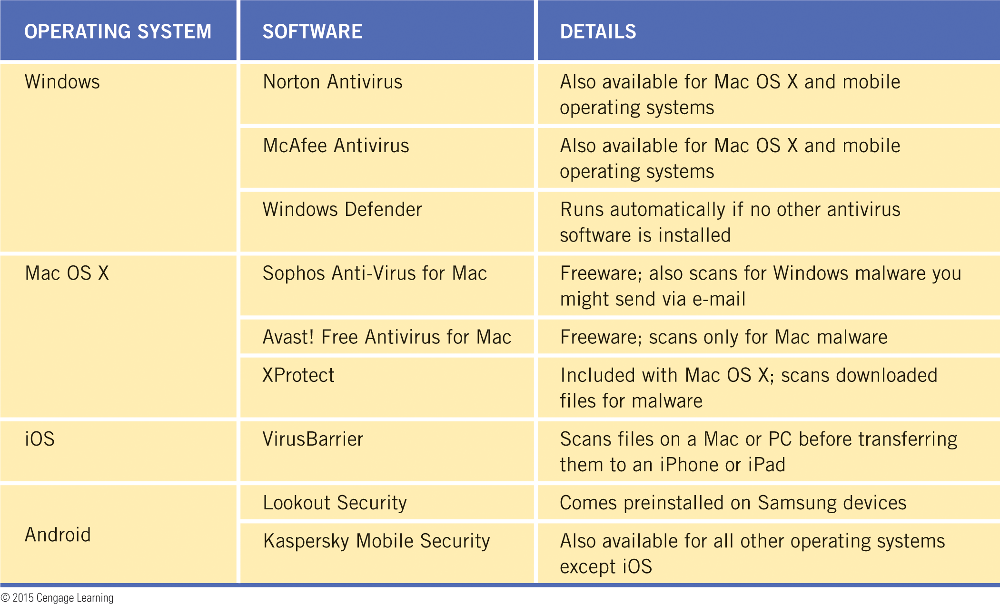 OPERATING SYSTEM SOFTWARE DETAILS
Windows Norton Antivirus Also available for Mac OS X and mobile
operating systems
McAfee Antivirus Also available for Mac OS X and mobile
operating systems
Windows Defender Runs automatically if no other antivirus
software is installed
Mac OS X Sophos Anti-Virus for Mac Freeware; also scans for Windows malware you
might send via e-mail
Avast! Free Antivirus for Mac Freeware; scans only for Mac malware
XProtect Included with Mac OS X; scans downloaded
files for malware
iOS VirusBarrier Scans files on a Mac or PC before transferring
them to an iPhone or iPad
Android Lookout Security Comes preinstalled on Samsung devices
Kaspersky Mobile Security Also available for all other operating systems
except iOS
© 2015 Cengage Learning